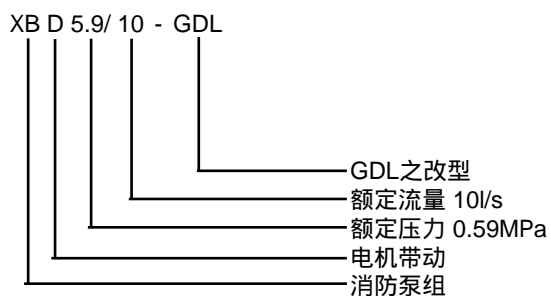 XB D 5.9/ 10 - GDL
GDL之改型
额定流量 10l/s
额定压力 0.59MPa
电机带动
消防泵组